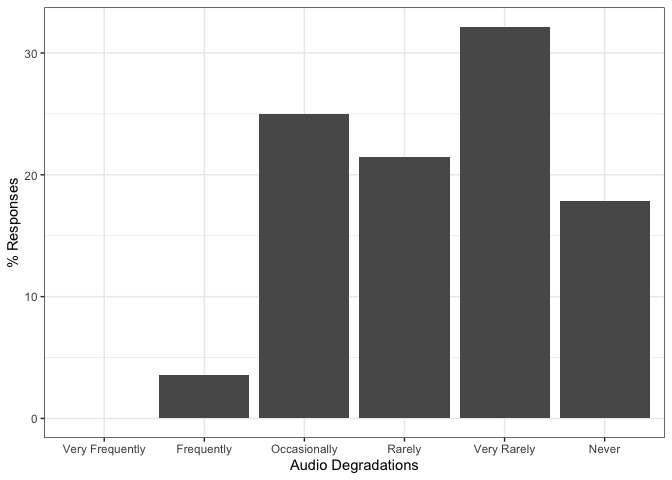 30
20
10
0
% Responses
Very Frequently Frequently Occasionally Rarely Very Rarely Never
Audio Degradations